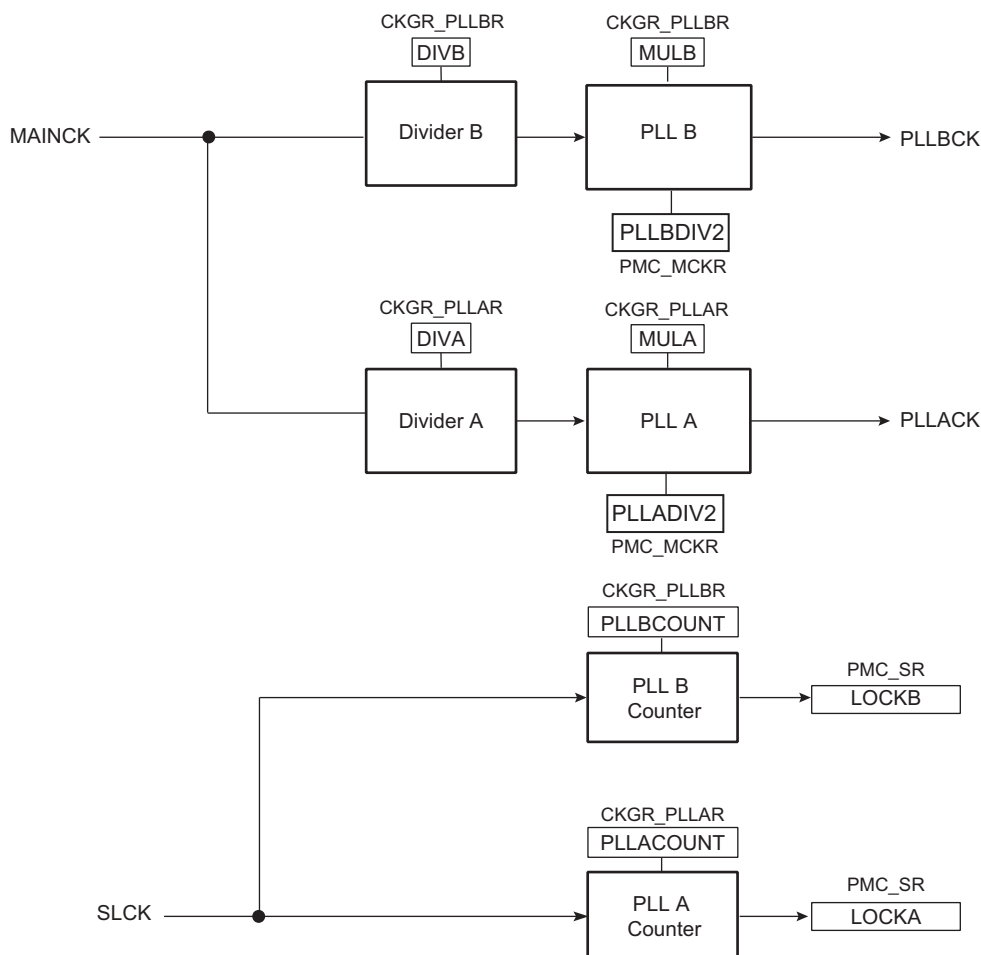 CKGR_PLLBR
DIVB
CKGR_PLLBR
MULB
MAINCK
Divider B
PLL B
PLLBCK
PLLBDIV2
PMC_MCKR
CKGR_PLLAR
DIVA
CKGR_PLLAR
MULA
Divider A
PLL A
PLLACK
PLLADIV2
PMC_MCKR
CKGR_PLLBR
PLLBCOUNT
PLL B
Counter
PMC_SR
LOCKB
CKGR_PLLAR
PLLACOUNT
SLCK
PLL A
Counter
PMC_SR
LOCKA